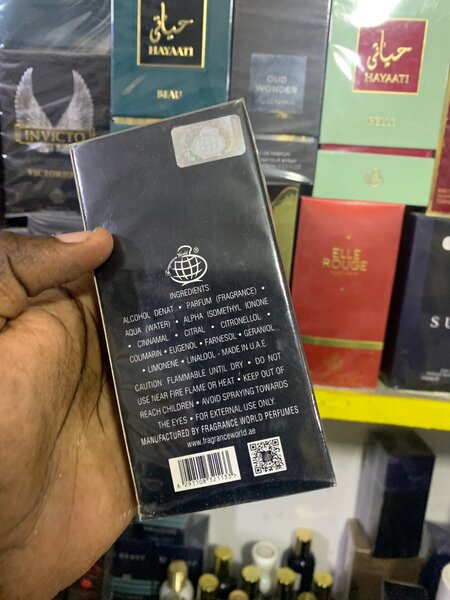 حياتي
HAYAATI
BEAU
OUD
WONDER
حياتي
HAYAATI
INVICTO
VICTORIOUS
ELLE
ROUGE
SU
®
INGREDIENTS:
ALCOHOL DENAT • PARFUM (FRAGRANCE) •
AQUA (WATER) • ALPHA ISOMETHYL IONONE
• CINNAMAL • CITRAL • CITRONELLOL •
COUMARIN • EUGENOL • FARNESOL • GERANIOL
• LIMONENE • LINALOOL - MADE IN U.A.E.
CAUTION FLAMMABLE UNTIL DRY • DO NOT
USE NEAR FIRE FLAME OR HEAT • KEEP OUT OF
REACH CHILDREN • AVOID SPRAYING TOWARDS
THE EYES • FOR EXTERNAL USE ONLY.
MANUFACTURED BY FRAGRANCE WORLD PERFUMES
www.fragranceworld.ae